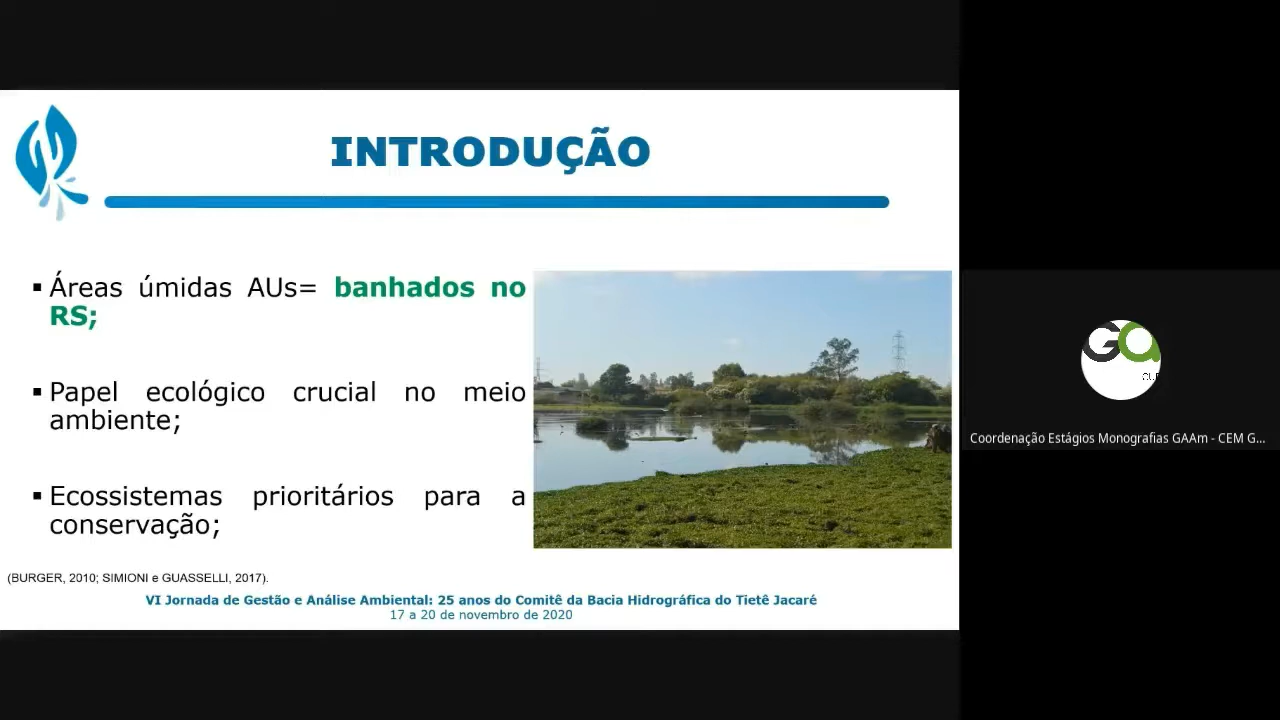 INTRODUÇÃO
▪ Áreas úmidas AUs= banhados no
RS;
▪ Papel ecológico crucial no meio
ambiente;
▪ Ecossistemas prioritários para a
conservação;
(BURGER, 2010; SIMIONI e GUASSELLI, 2017).
VI Jornada de Gestão e Análise Ambiental: 25 anos do Comitê da Bacia Hidrográfica do Tietê Jacaré
17 a 20 de novembro de 2020
Coordenação Estágios Monografias GAAm - CEM G...